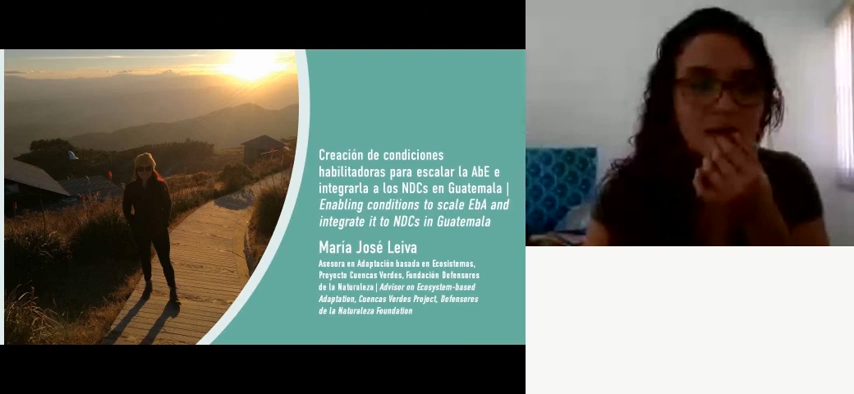 Creación de condiciones
habilitadoras para escalar la AbE e
integrarla a los NDCs en Guatemala |
Enabling conditions to scale EbA and
integrate it to NDCs in Guatemala
María José Leiva
Asesora en Adaptación basada en Ecosistemas,
Proyecto Cuencas Verdes, Fundación Defensores
de la Naturaleza | Advisor on Ecosystem-based
Adaptation, Cuencas Verdes Project, Defensores
de la Naturaleza Foundation